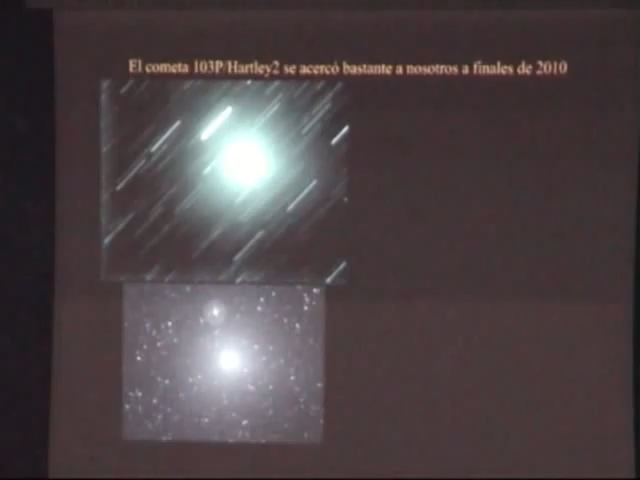 El cometa 103P/Hartley2 se acercó bastante a nosotros a finales de 2010